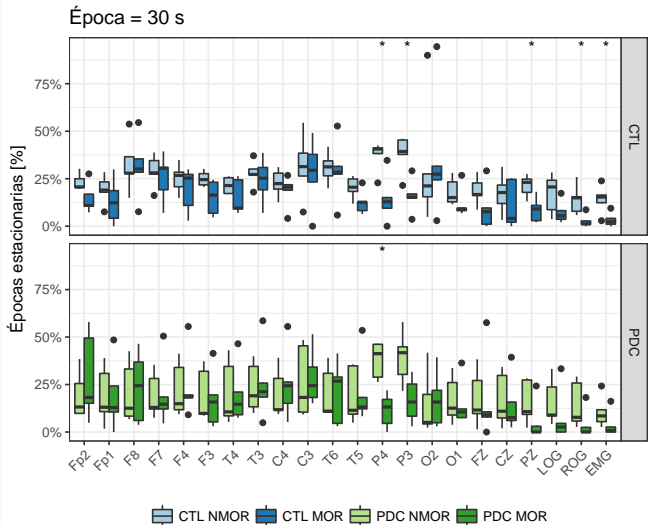 Época = 30 s
Épocas estacionarias [%]
* * * * *
75%
50%
25%
0%
CTL
*
75%
50%
25%
0%
PDC
Fp2 Fp1 F8 F7 F4 F3 T4 T3 C4 C3 T6 T5 P4 P3 O2 O1 FZ CZ PZ LOG ROG EMG
CTL NMOR CTL MOR PDC NMOR PDC MOR